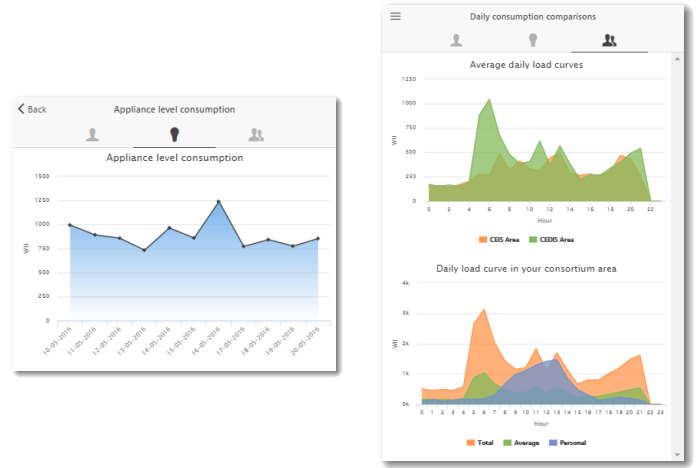 Back
Appliance level consumption
Appliance level consumption
1500
1250
1000
750
500
250
0
Wh
10-05-2016
11-05-2016
12-05-2016
13-05-2016
14-05-2016
15-05-2016
16-05-2016
17-05-2016
18-05-2016
19-05-2016
20-05-2016
Daily consumption comparisons
Average daily load curves
1250
1000
750
500
250
0
Wh
0 2 4 6 8 10 12 14 16 18 20 22
Hour
CEIS Area CEDIS Area
Daily load curve in your consortium area
4k
3k
2k
1k
0k
Wh
0 1 2 3 4 5 6 7 8 9 10 11 12 13 14 15 16 17 18 19 20 21 22 23
Hour
Total Average Personal